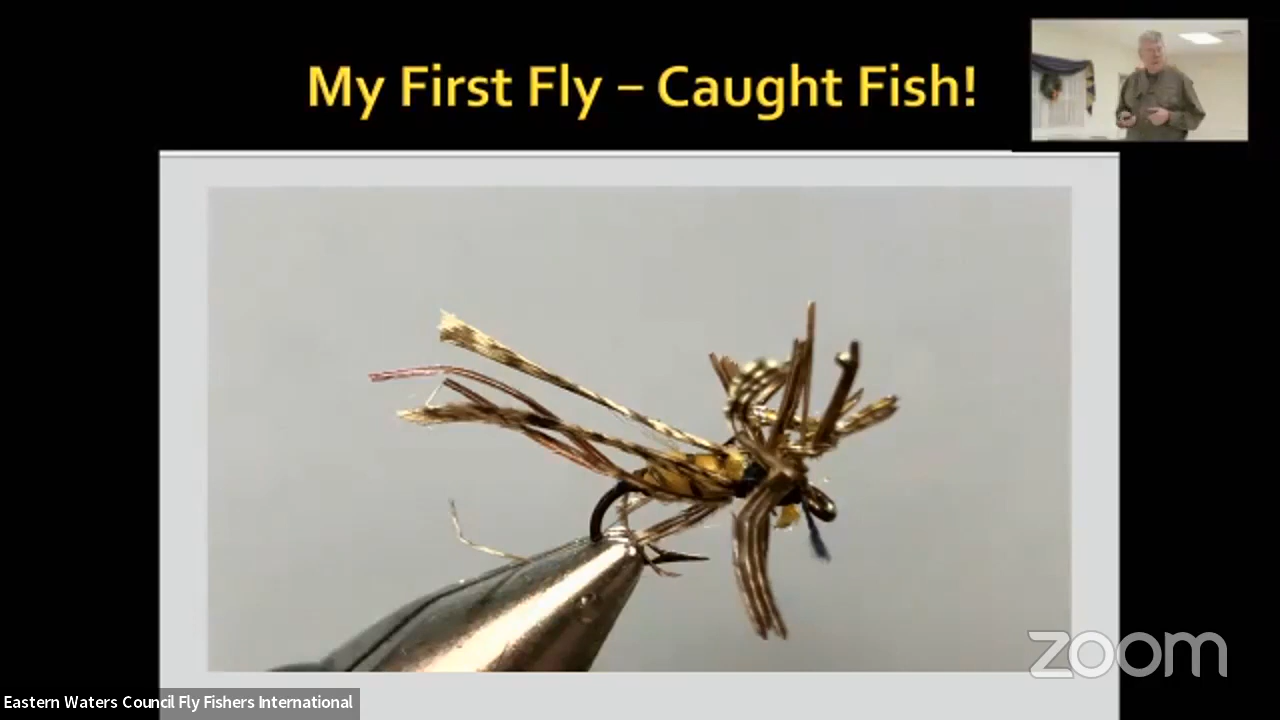 My First Fly – Caught Fish!
zoom
Eastern Waters Council Fly Fishers International